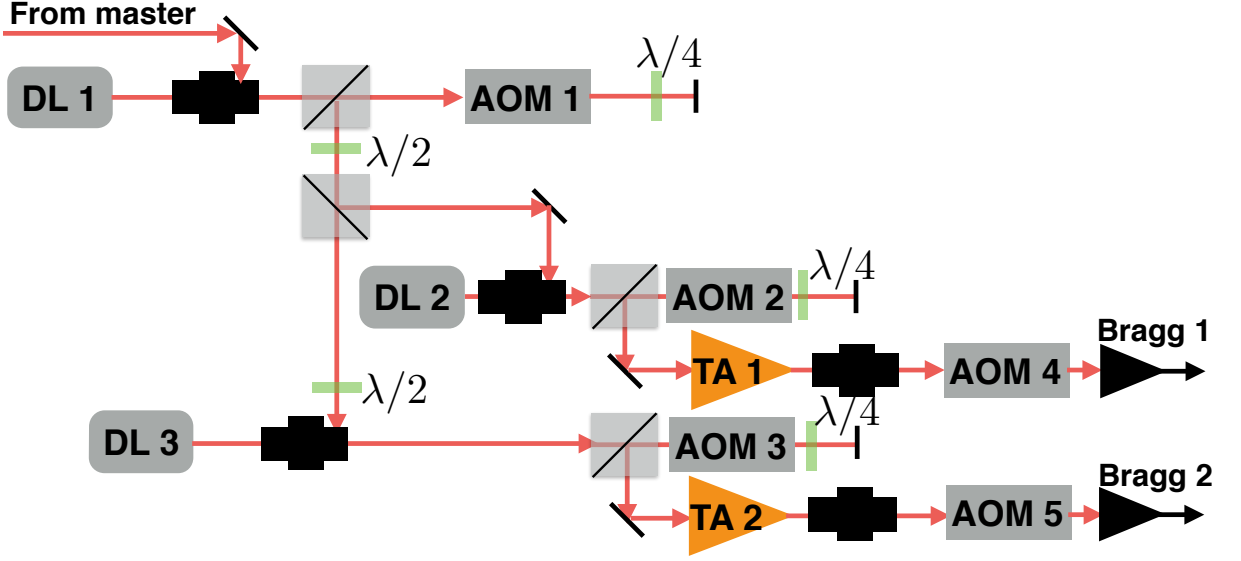 From master
DL 1
AOM 1
λ/4
λ/2
DL 2
AOM 2
λ/4
TA 1
AOM 4
Bragg 1
λ/2
DL 3
AOM 3
λ/4
TA 2
AOM 5
Bragg 2